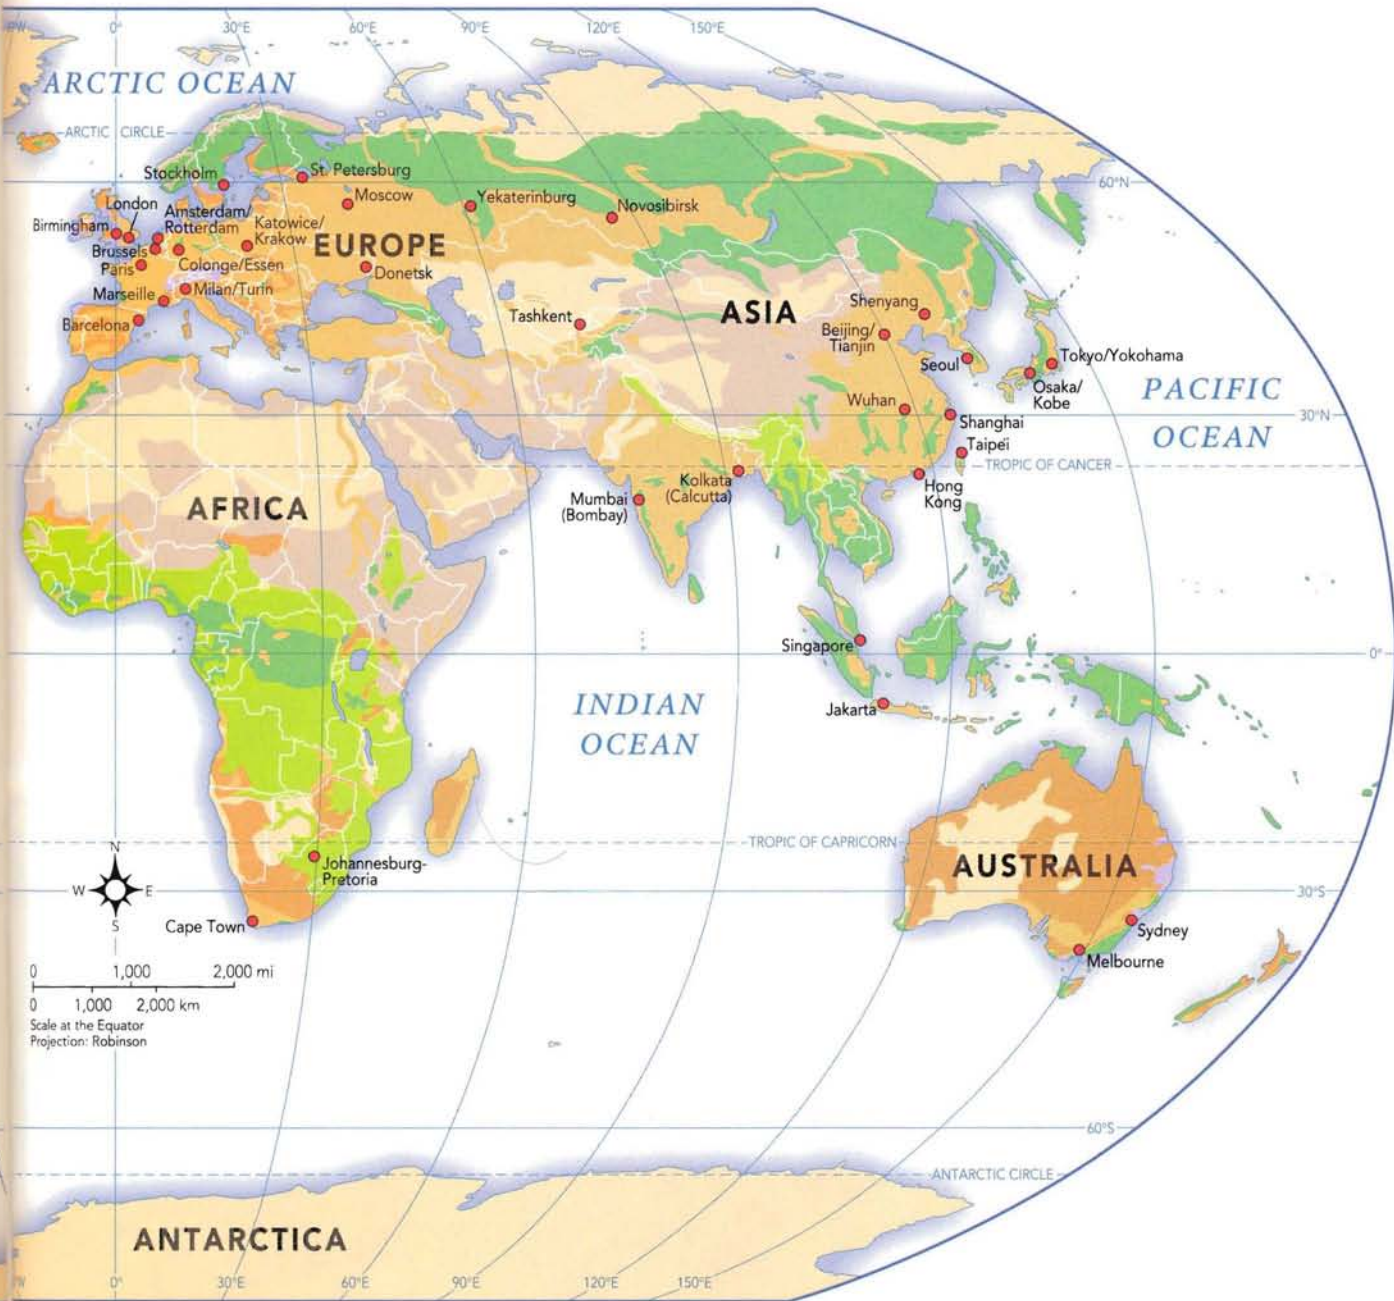 0°
30°E
60°E
90°E
120°E
150°E
ARCTIC OCEAN
ARCTIC CIRCLE
Stockholm
St. Petersburg
60°N
London
Amsterdam/
Rotterdam
Moscow
Yekaterinburg
Novosibirsk
Birmingham
Katowice/
Krakow
EUROPE
Brussels
Paris
Colonge/Essen
Donetsk
Marseille
Milan/Turin
Barcelona
Tashkent
ASIA
Shenyang
Beijing/
Tianjin
Seoul
Tokyo/Yokohama
Osaka/
Kobe
PACIFIC
OCEAN
Wuhan
Shanghai
30°N
Taipei
TROPIC OF CANCER
Kolkata
(Calcutta)
Hong
Kong
Mumbai
(Bombay)
AFRICA
Singapore
0°
Jakarta
INDIAN
OCEAN
TROPIC OF CAPRICORN
AUSTRALIA
Johannesburg-
Pretoria
30°S
N
W
E
S
Cape Town
Sydney
Melbourne
0 1,000 2,000 mi
0 1,000 2,000 km
Scale at the Equator
Projection: Robinson
60°S
ANTARCTIC CIRCLE
ANTARCTICA
0°
30°E
60°E
90°E
120°E
150°E